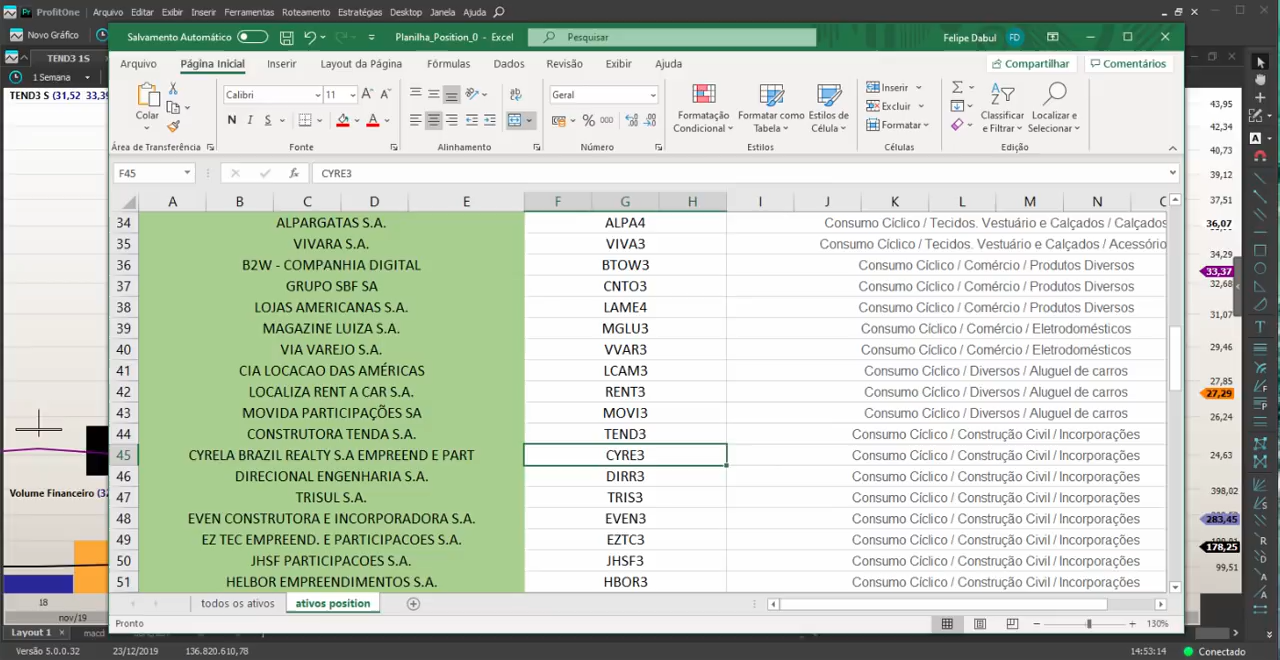 ProfitOne Arquivo Editar Exibir Inserir Ferramentas Roteamento Estratégias Desktop Janela Ajuda
Novo Gráfico
TEND3 1S
1 Semana
TEND3 S (31,52 33,39
Salvamento Automático Planilha_Position_0 - Excel Pesquisar Felipe Dabul FD
Arquivo Página Inicial Inserir Layout da Página Fórmulas Dados Revisão Exibir Ajuda Compartilhar Comentários
Colar
Calibri 11
N I S
Geral
% 000
Formatação Condicional
Formatar como Tabela
Estilos de Célula
Inserir
Excluir
Formatar
Classificar e Filtrar
Localizar e Selecionar
Área de Transferência Fonte Alinhamento Número Estilos Células Edição
F45 fx CYRE3
A B C D E F G H I J K L M N
34 ALPARGATAS S.A. ALPA4 Consumo Cíclico / Tecidos. Vestuário e Calçados / Calçados
35 VIVARA S.A. VIVA3 Consumo Cíclico / Tecidos. Vestuário e Calçados / Acessório
36 B2W - COMPANHIA DIGITAL BTOW3 Consumo Cíclico / Comércio / Produtos Diversos
37 GRUPO SBF SA CNTO3 Consumo Cíclico / Comércio / Produtos Diversos
38 LOJAS AMERICANAS S.A. LAME4 Consumo Cíclico / Comércio / Produtos Diversos
39 MAGAZINE LUIZA S.A. MGLU3 Consumo Cíclico / Comércio / Eletrodomésticos
40 VIA VAREJO S.A. VVAR3 Consumo Cíclico / Comércio / Eletrodomésticos
41 CIA LOCACAO DAS AMÉRICAS LCAM3 Consumo Cíclico / Diversos / Aluguel de carros
42 LOCALIZA RENT A CAR S.A. RENT3 Consumo Cíclico / Diversos / Aluguel de carros
43 MOVIDA PARTICIPAÇÕES SA MOVI3 Consumo Cíclico / Diversos / Aluguel de carros
44 CONSTRUTORA TENDA S.A. TEND3 Consumo Cíclico / Construção Civil / Incorporações
45 CYRELA BRAZIL REALTY S.A EMPREEND E PART CYRE3 Consumo Cíclico / Construção Civil / Incorporações
46 DIRECIONAL ENGENHARIA S.A. DIRR3 Consumo Cíclico / Construção Civil / Incorporações
47 TRISUL S.A. TRIS3 Consumo Cíclico / Construção Civil / Incorporações
48 EVEN CONSTRUTORA E INCORPORADORA S.A. EVEN3 Consumo Cíclico / Construção Civil / Incorporações
49 EZ TEC EMPREEND. E PARTICIPACOES S.A. EZTC3 Consumo Cíclico / Construção Civil / Incorporações
50 JHSF PARTICIPACOES S.A. JHSF3 Consumo Cíclico / Construção Civil / Incorporações
51 HELBOR EMPREENDIMENTOS S.A. HBOR3 Consumo Cíclico / Construção Civil / Incorporações
todos os ativos ativos position
Pronto 130%
43,95
42,34
40,73
39,12
37,51
36,07
34,29
33,37
32,68
31,07
29,46
27,85
27,29
26,24
24,63
398,02
283,45
178,25
99,51
Volume Financeiro (32
18
nov/19
Layout 1 macd
Versão 5.0.0.32 23/12/2019 136.820.610,78 14:53:14 Conectado